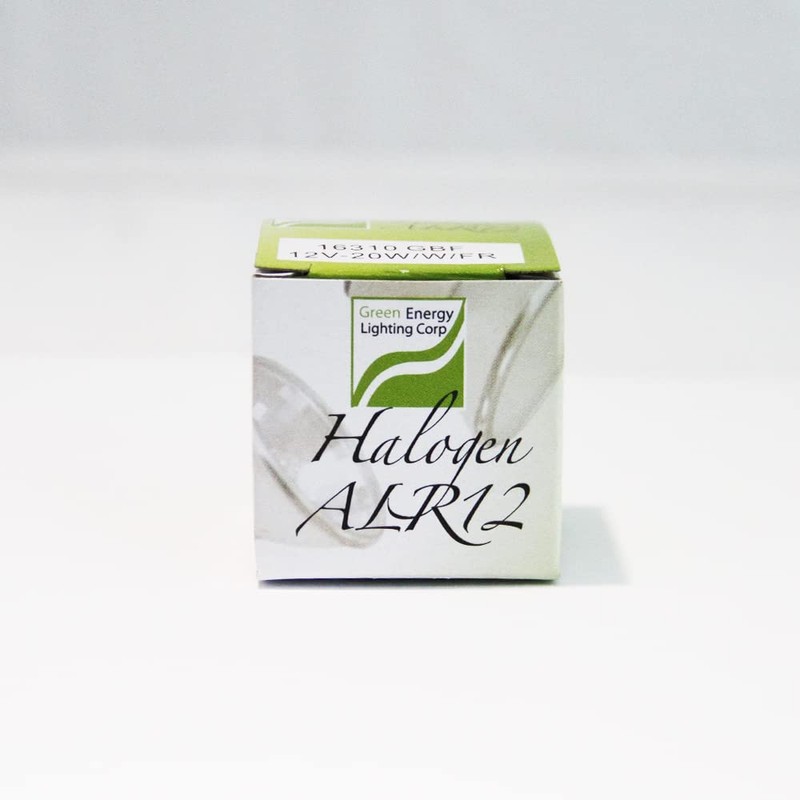 16310 GBF
12V-20W/W/FR
Green Energy
Lighting Corp
Halogen
ALR12